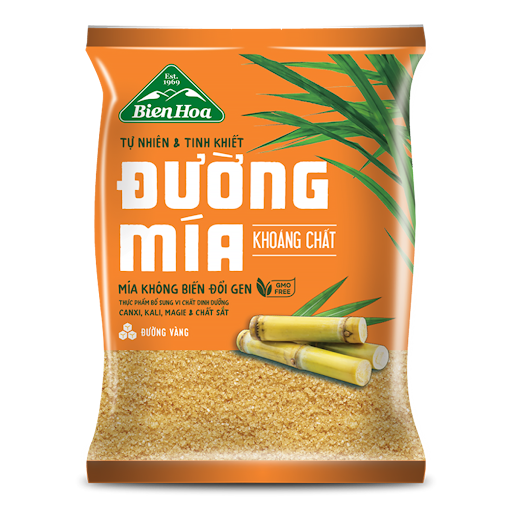 Est.
1969
Bien Hoa
TỰ NHIÊN & TINH KHIẾT
ĐƯỜNG
MÍA
KHOÁNG CHẤT
MÍA KHÔNG BIẾN ĐỔI GEN
GMO
FREE
THỰC PHẨM BỔ SUNG VI CHẤT DINH DƯỠNG
CANXI, KALI, MAGIE & CHẤT SẮT
ĐƯỜNG VÀNG